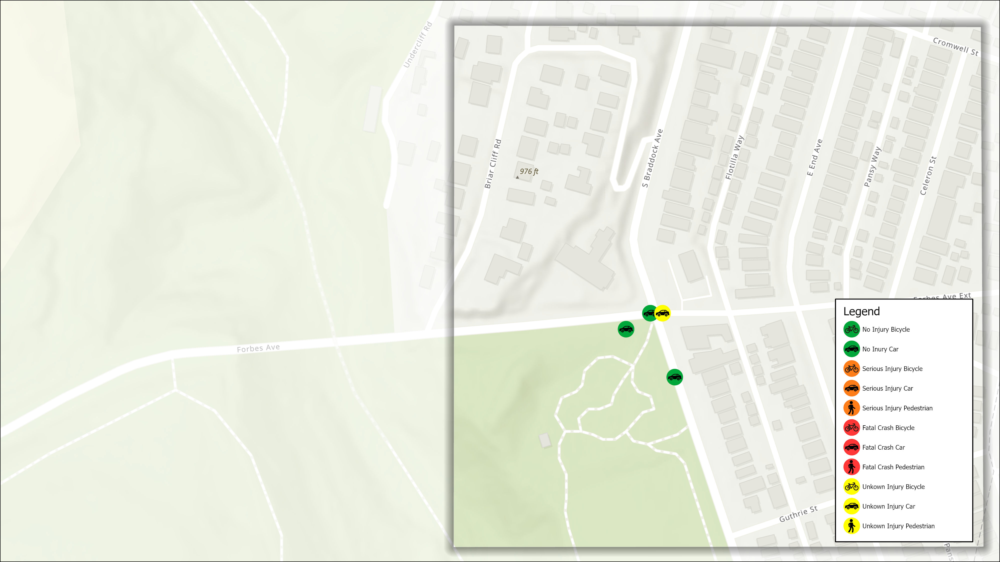 Undercliff Rd
Cromwell St
Briar Cliff Rd
976 ft
S Braddock Ave
Flotilla Way
E End Ave
Pansy Way
Celeron St
Forbes Ave Ext
Forbes Ave
Guthrie St
Legend
No Injury Bicycle
No Inury Car
Serious Injury Bicycle
Serious Injury Car
Serious Injury Pedestrian
Fatal Crash Bicycle
Fatal Crash Car
Fatal Crash Pedestrian
Unkown Injury Bicycle
Unkown Injury Car
Unkown Injury Pedestrian